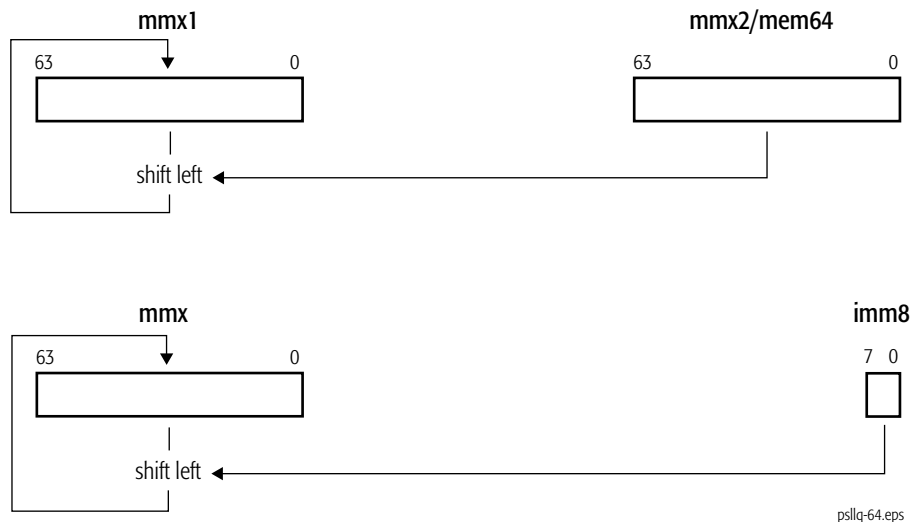 mmx1 mmx2/mem64
63 0 63 0
shift left
mmx imm8
63 0 7 0
shift left
psllq-64.eps